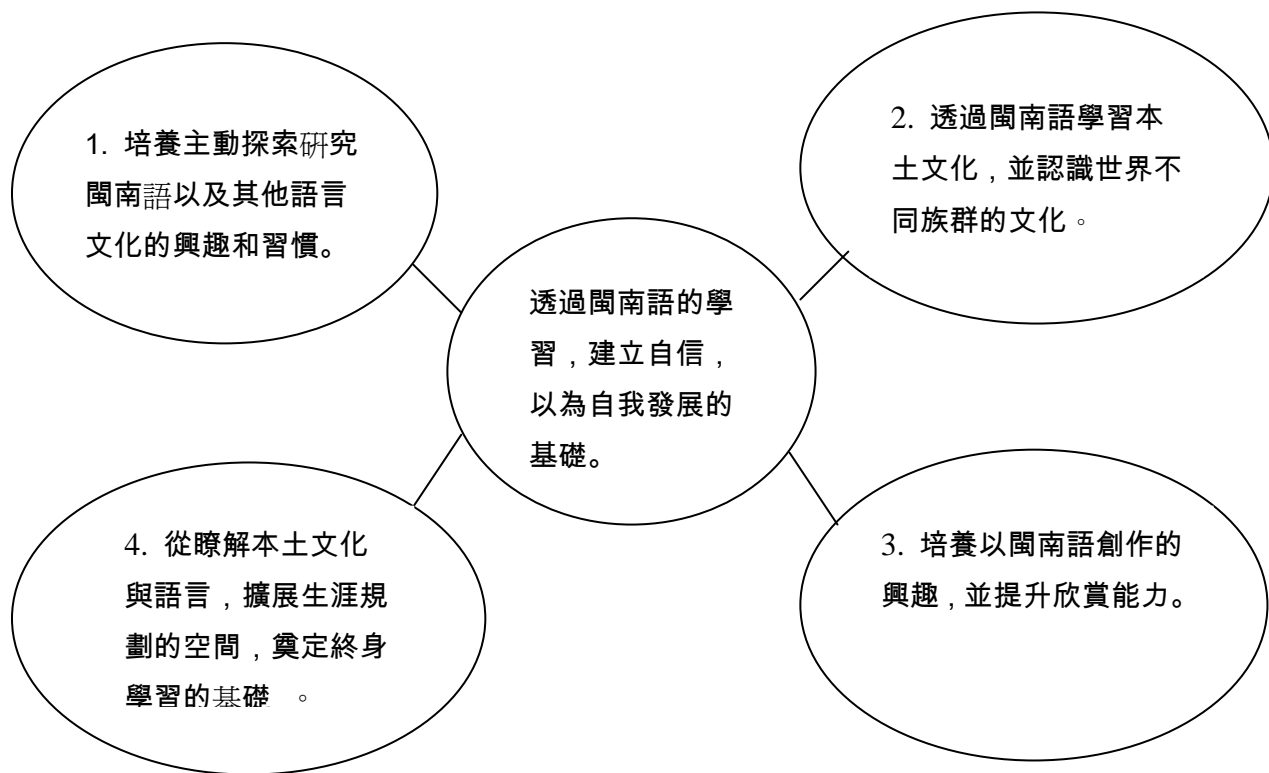 1. 培養主動探索研究
閩南語以及其他語言
文化的興趣和習慣。
2. 透過閩南語學習本
土文化，並認識世界不
同族群的文化。
透過閩南語的學
習，建立自信，
以為自我發展的
基礎。
4. 從瞭解本土文化
與語言，擴展生涯規
劃的空間，奠定終身
學習的基礎 。
3. 培養以閩南語創作的
興趣，並提升欣賞能力。